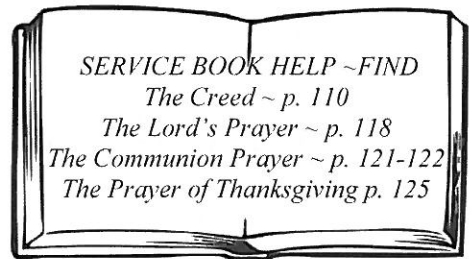 SERVICE BOOK HELP ~FIND
The Creed ~ p. 110
The Lord's Prayer ~ p. 118
The Communion Prayer ~ p. 121-122
The Prayer of Thanksgiving p. 125